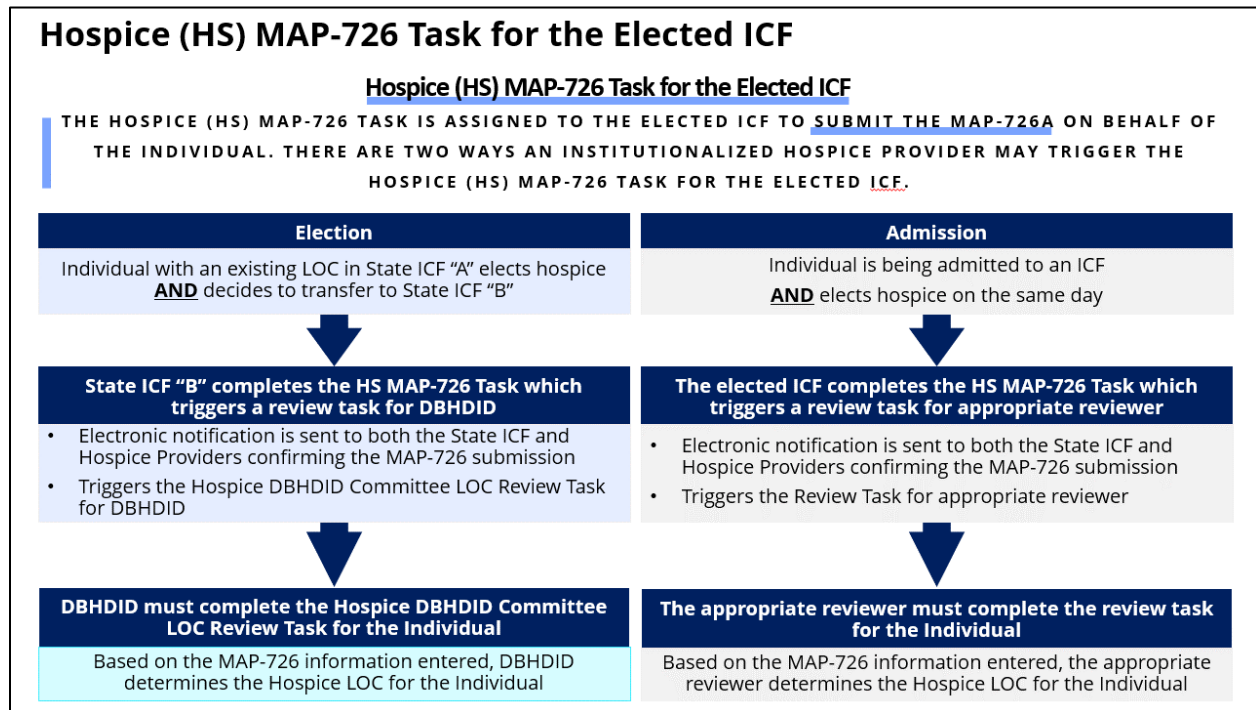 Hospice (HS) MAP-726 Task for the Elected ICF
Hospice (HS) MAP-726 Task for the Elected ICF
THE HOSPICE (HS) MAP-726 TASK IS ASSIGNED TO THE ELECTED ICF TO SUBMIT THE MAP-726A ON BEHALF OF
THE INDIVIDUAL. THERE ARE TWO WAYS AN INSTITUTIONALIZED HOSPICE PROVIDER MAY TRIGGER THE
HOSPICE (HS) MAP-726 TASK FOR THE ELECTED ICF.
Election
Individual with an existing LOC in State ICF “A” elects hospice
AND decides to transfer to State ICF “B”
State ICF “B” completes the HS MAP-726 Task which
triggers a review task for DBHDID
• Electronic notification is sent to both the State ICF and
Hospice Providers confirming the MAP-726 submission
• Triggers the Hospice DBHDID Committee LOC Review Task
for DBHDID
DBHDID must complete the Hospice DBHDID Committee
LOC Review Task for the Individual
Based on the MAP-726 information entered, DBHDID
determines the Hospice LOC for the Individual
Admission
Individual is being admitted to an ICF
AND elects hospice on the same day
The elected ICF completes the HS MAP-726 Task which
triggers a review task for appropriate reviewer
• Electronic notification is sent to both the State ICF and
Hospice Providers confirming the MAP-726 submission
• Triggers the Review Task for appropriate reviewer
The appropriate reviewer must complete the review task
for the Individual
Based on the MAP-726 information entered, the appropriate
reviewer determines the Hospice LOC for the Individual